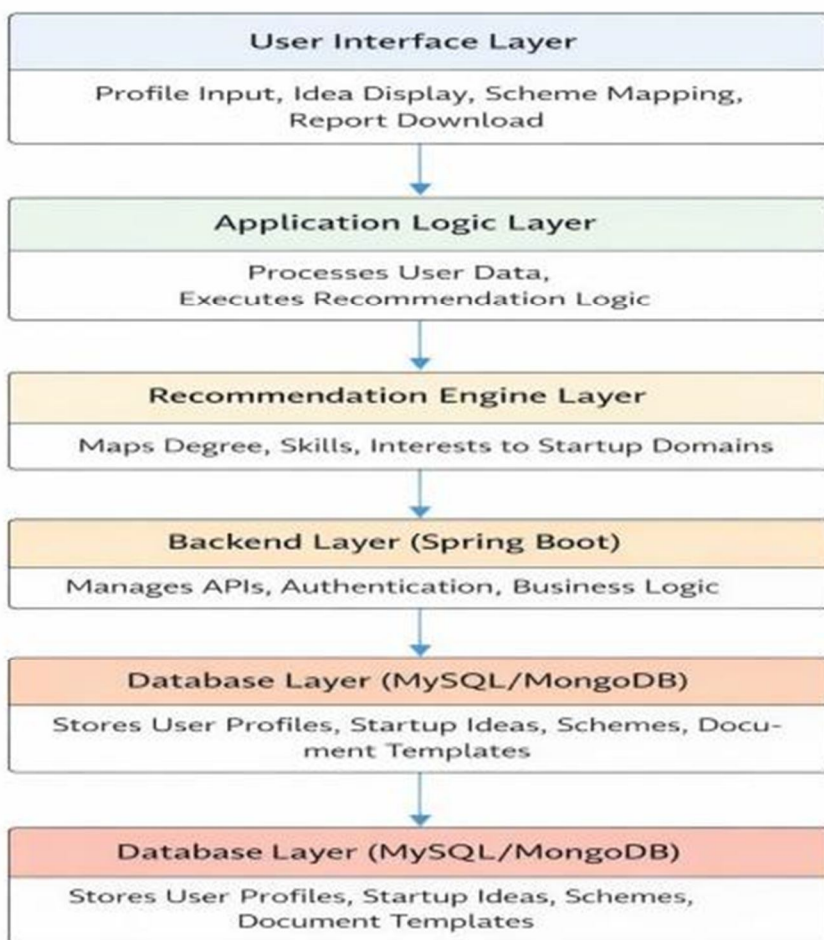 User Interface Layer
Profile Input, Idea Display, Scheme Mapping,
Report Download
Application Logic Layer
Processes User Data,
Executes Recommendation Logic
Recommendation Engine Layer
Maps Degree, Skills, Interests to Startup Domains
Backend Layer (Spring Boot)
Manages APIs, Authentication, Business Logic
Database Layer (MySQL/MongoDB)
Stores User Profiles, Startup Ideas, Schemes, Docu-
ment Templates
Database Layer (MySQL/MongoDB)
Stores User Profiles, Startup Ideas, Schemes,
Document Templates